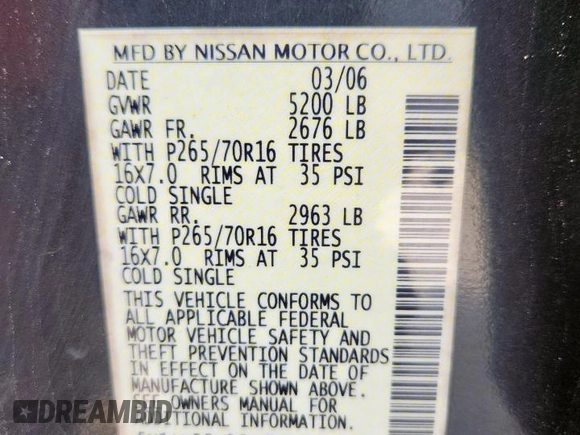 MFD BY NISSAN MOTOR CO., LTD.
DATE 03/06
GVWR 5200 LB
GAWR FR. 2676 LB
WITH P265/70R16 TIRES
16X7.0 RIMS AT 35 PSI
COLD SINGLE
GAWR RR. 2963 LB
WITH P265/70R16 TIRES
16X7.0 RIMS AT 35 PSI
COLD SINGLE
THIS VEHICLE CONFORMS TO
ALL APPLICABLE FEDERAL
MOTOR VEHICLE SAFETY AND
THEFT PREVENTION STANDARDS
IN EFFECT ON THE DATE OF
MANUFACTURE SHOWN ABOVE.
SEE OWNERS MANUAL FOR
ADDITIONAL INFORMATION
DREAMBID